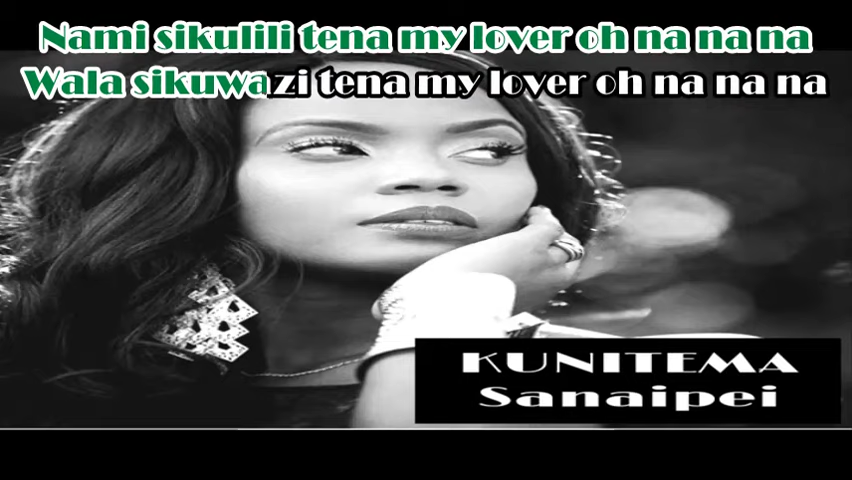 Nami sikulili tena my lover oh na na na
Wala sikuwazi tena my lover oh na na na
KUNITEMA
Sanaipei